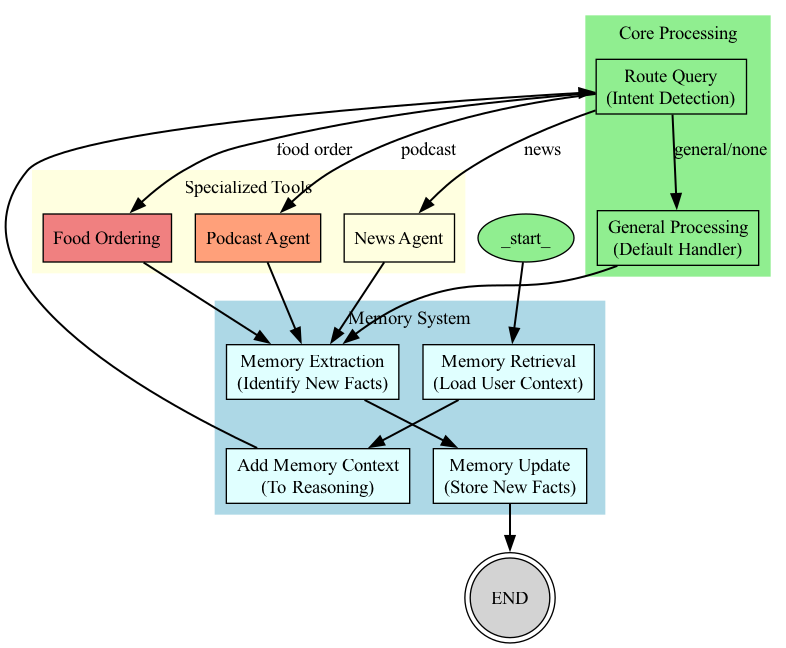 Core Processing
Route Query
(Intent Detection)
food order
podcast
news
general/none
Specialized Tools
Food Ordering
Podcast Agent
News Agent
_start_
General Processing
(Default Handler)
Memory System
Memory Extraction
(Identify New Facts)
Memory Retrieval
(Load User Context)
Add Memory Context
(To Reasoning)
Memory Update
(Store New Facts)
END